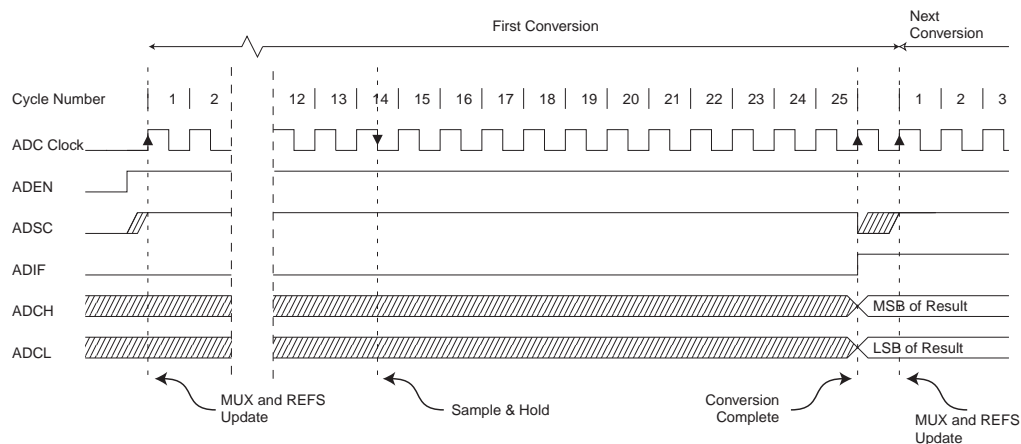 First Conversion
Next
Conversion
Cycle Number 1 2 12 13 14 15 16 17 18 19 20 21 22 23 24 25 1 2 3
ADC Clock
ADEN
ADSC
ADIF
ADCH MSB of Result
ADCL LSB of Result
MUX and REFS
Update
Sample & Hold
Conversion
Complete
MUX and REFS
Update